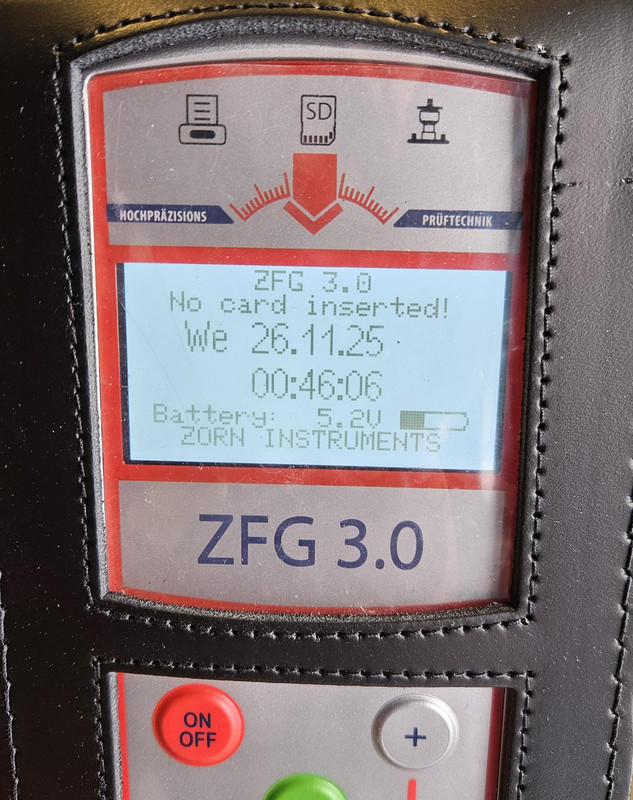 SD
HOCHPRÄZISIONS PRÜFTECHNIK
ZFG 3.0
No card inserted!
We 26.11.25
00:46:06
Battery: 5.2V
ZORN INSTRUMENTS
ZFG 3.0
ON
OFF
+